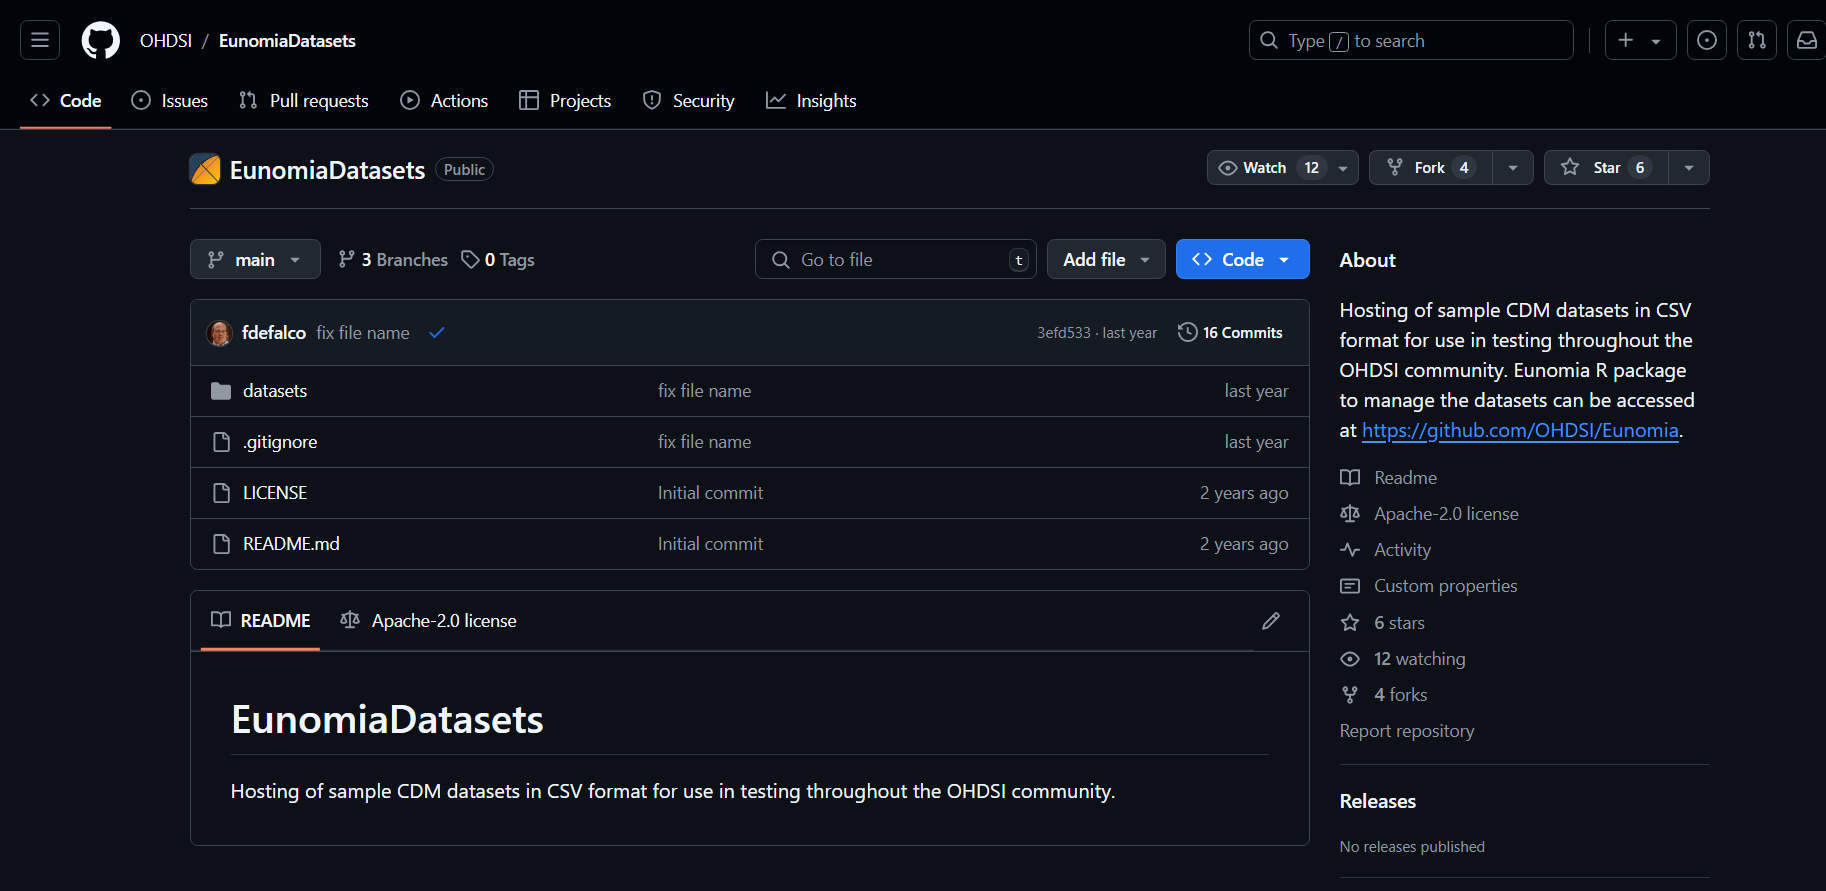 OHDSI / EunomiaDatasets
Type / to search
Code Issues Pull requests Actions Projects Security Insights
EunomiaDatasets Public
Watch 12 Fork 4 Star 6
main 3 Branches 0 Tags
Go to file t Add file Code
fdefalco fix file name 3efd533 · last year 16 Commits
datasets fix file name last year
.gitignore fix file name last year
LICENSE Initial commit 2 years ago
README.md Initial commit 2 years ago
README Apache-2.0 license
EunomiaDatasets
Hosting of sample CDM datasets in CSV format for use in testing throughout the OHDSI community.
About
Hosting of sample CDM datasets in CSV
format for use in testing throughout the
OHDSI community. Eunomia R package
to manage the datasets can be accessed
at https://github.com/OHDSI/Eunomia.
Readme
Apache-2.0 license
Activity
Custom properties
6 stars
12 watching
4 forks
Report repository
Releases
No releases published